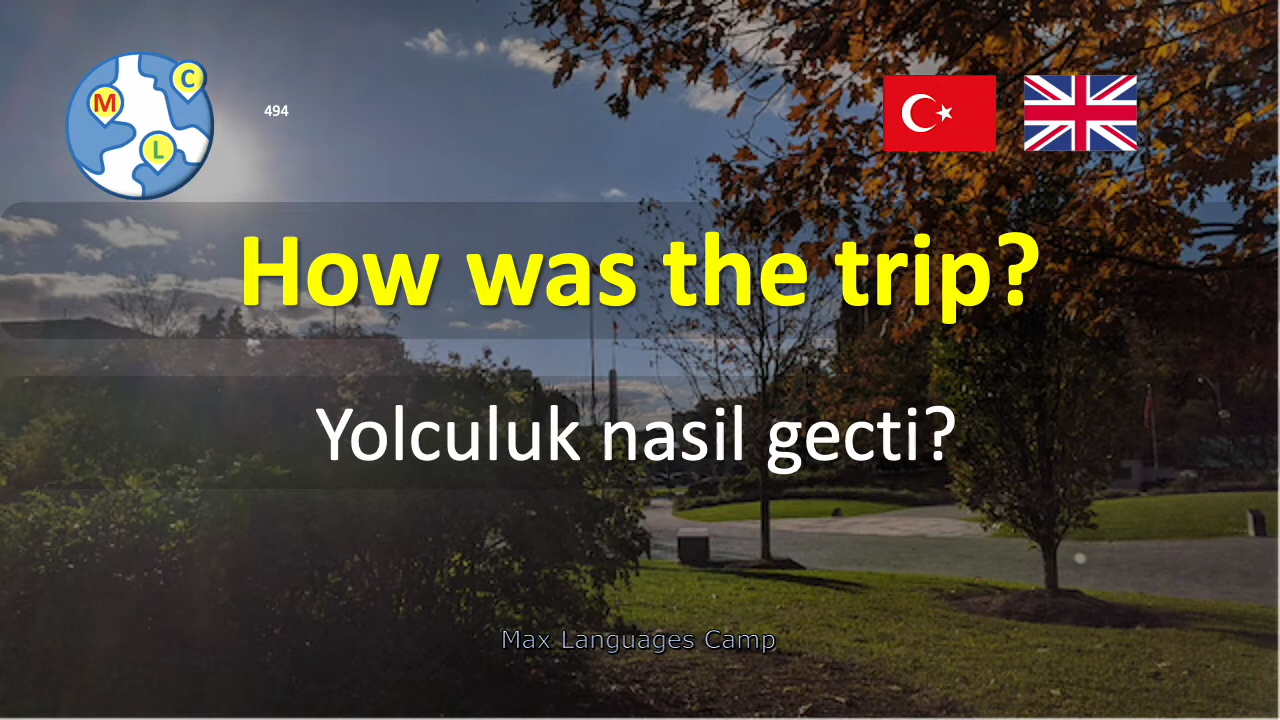 C
M
494
L
How was the trip?
Yolculuk nasil gecti?
Max Languages Camp